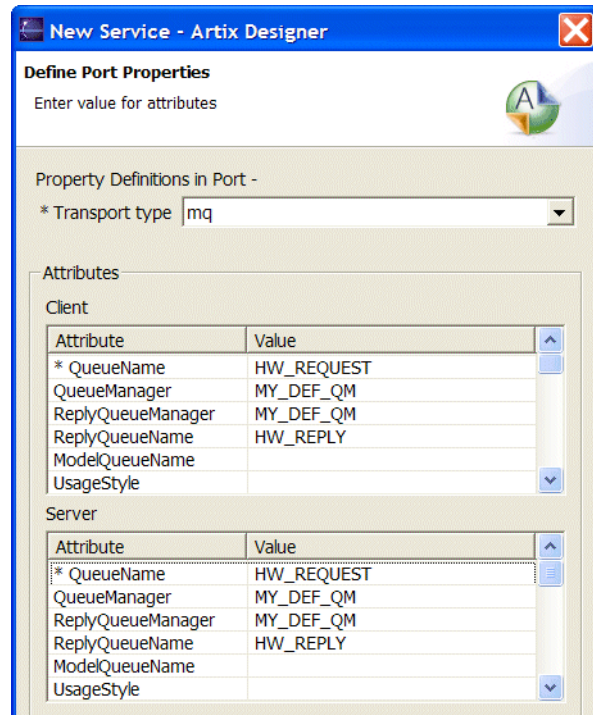 New Service - Artix Designer
Define Port Properties
Enter value for attributes
A
Property Definitions in Port -
* Transport type mq
Attributes
Client
Attribute Value
* QueueName HW_REQUEST
QueueManager MY_DEF_QM
ReplyQueueManager MY_DEF_QM
ReplyQueueName HW_REPLY
ModelQueueName
UsageStyle
Server
Attribute Value
* QueueName HW_REQUEST
QueueManager MY_DEF_QM
ReplyQueueManager MY_DEF_QM
ReplyQueueName HW_REPLY
ModelQueueName
UsageStyle